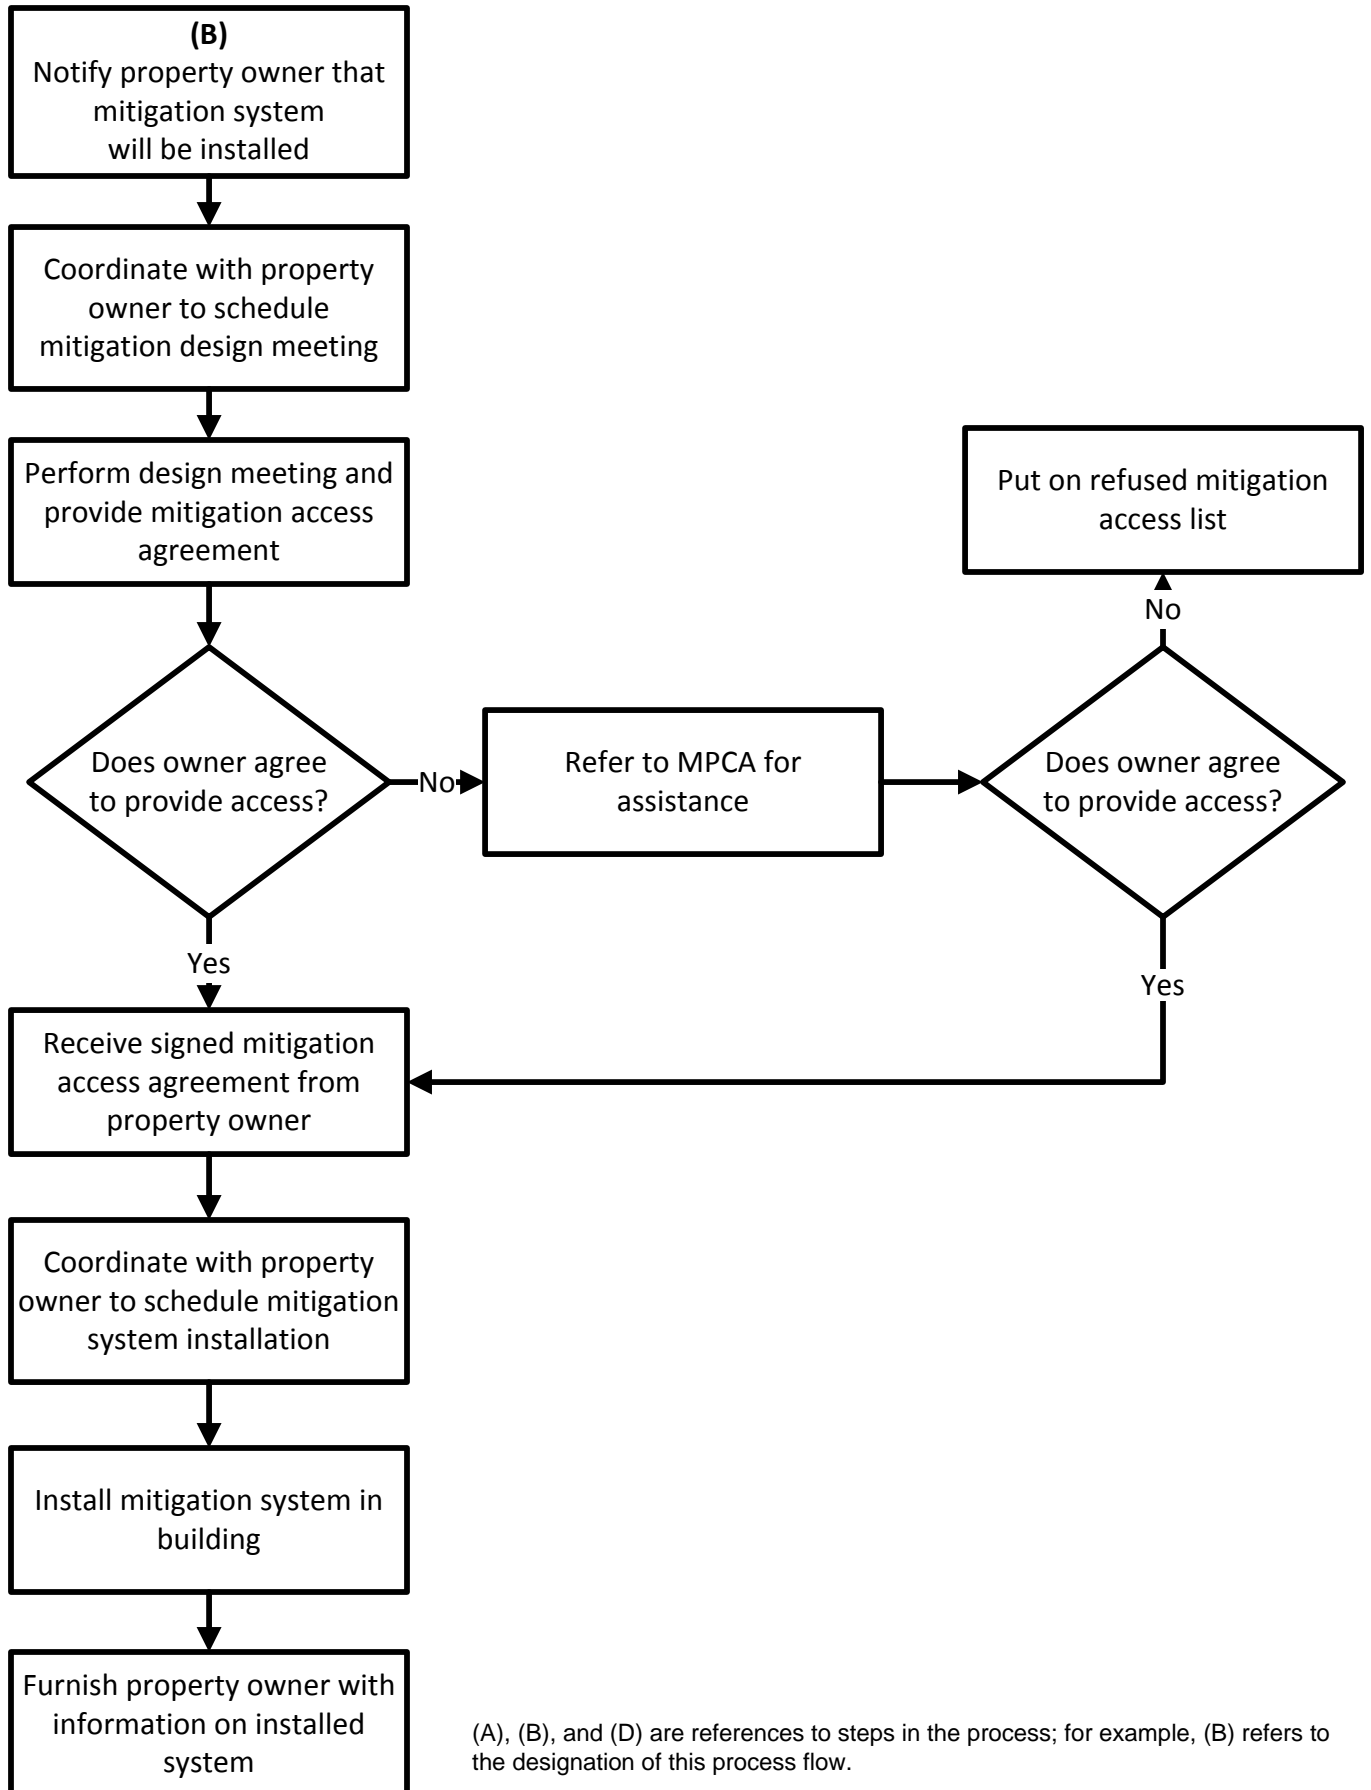 (B)
Notify property owner that
mitigation system
will be installed
Coordinate with property
owner to schedule
mitigation design meeting
Perform design meeting and
provide mitigation access
agreement
Put on refused mitigation
access list
No
Does owner agree
to provide access?
No
Refer to MPCA for
assistance
Does owner agree
to provide access?
Yes
Yes
Receive signed mitigation
access agreement from
property owner
Coordinate with property
owner to schedule mitigation
system installation
Install mitigation system in
building
Furnish property owner with
information on installed
system
(A), (B), and (D) are references to steps in the process; for example, (B) refers to
the designation of this process flow.